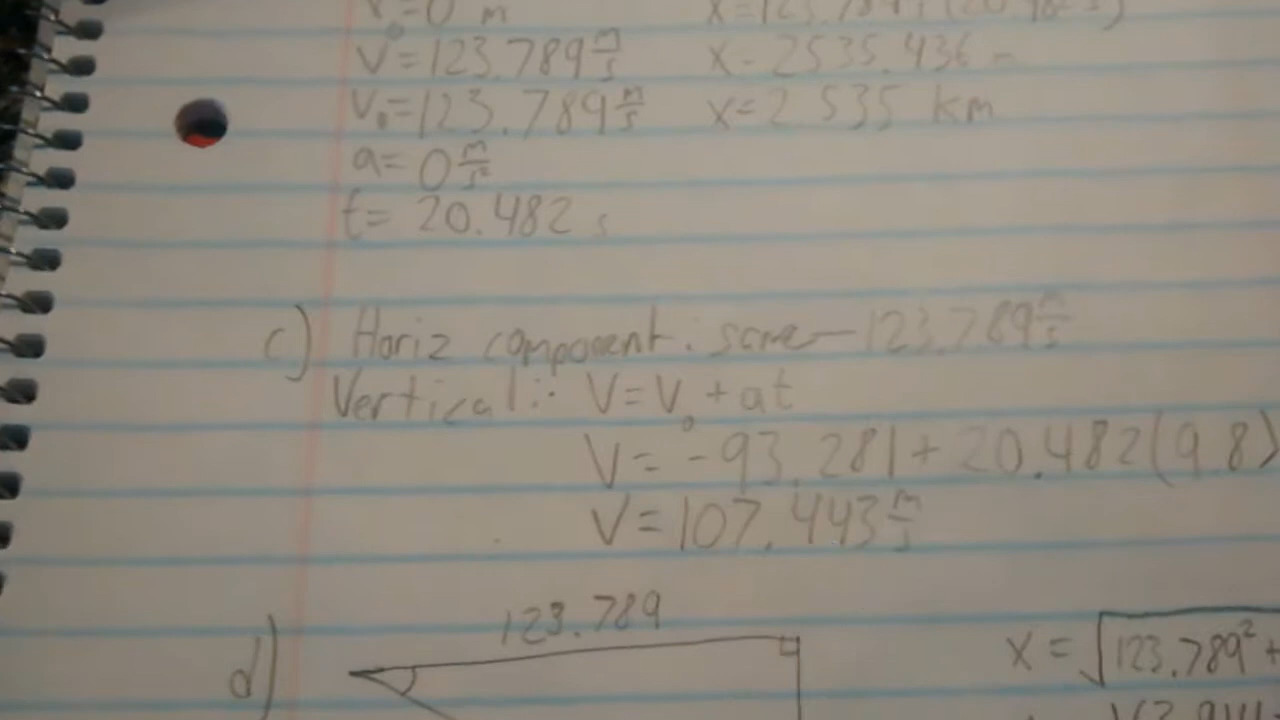 V=123.789 m/s x=2535.436 m
V₀=123.789 m/s x=2.535 km
a=0 m/s²
t=20.482 s
c) Horiz component: same—123.789 m/s
Vertical: V=V₀+at
V=-93.281+20.482(9.8)
V=107.443 m/s
123.789
d) x=√123.789²+